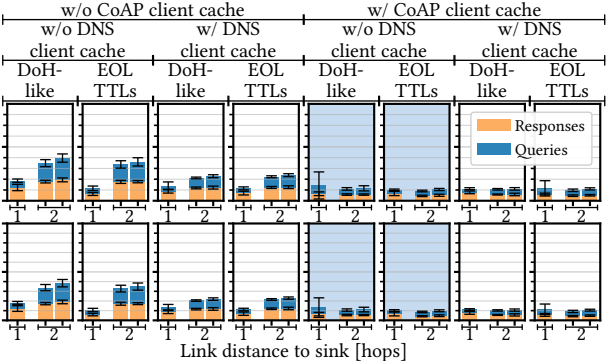 w/o CoAP client cache w/ CoAP client cache
w/o DNS client cache w/ DNS client cache w/o DNS client cache w/ DNS client cache
DoH-like EOL TTLs DoH-like EOL TTLs DoH-like EOL TTLs DoH-like EOL TTLs
Responses
Queries
1 2 1 2 1 2 1 2 1 2 1 2 1 2 1 2
1 2 1 2 1 2 1 2 1 2 1 2 1 2 1 2
Link distance to sink [hops]